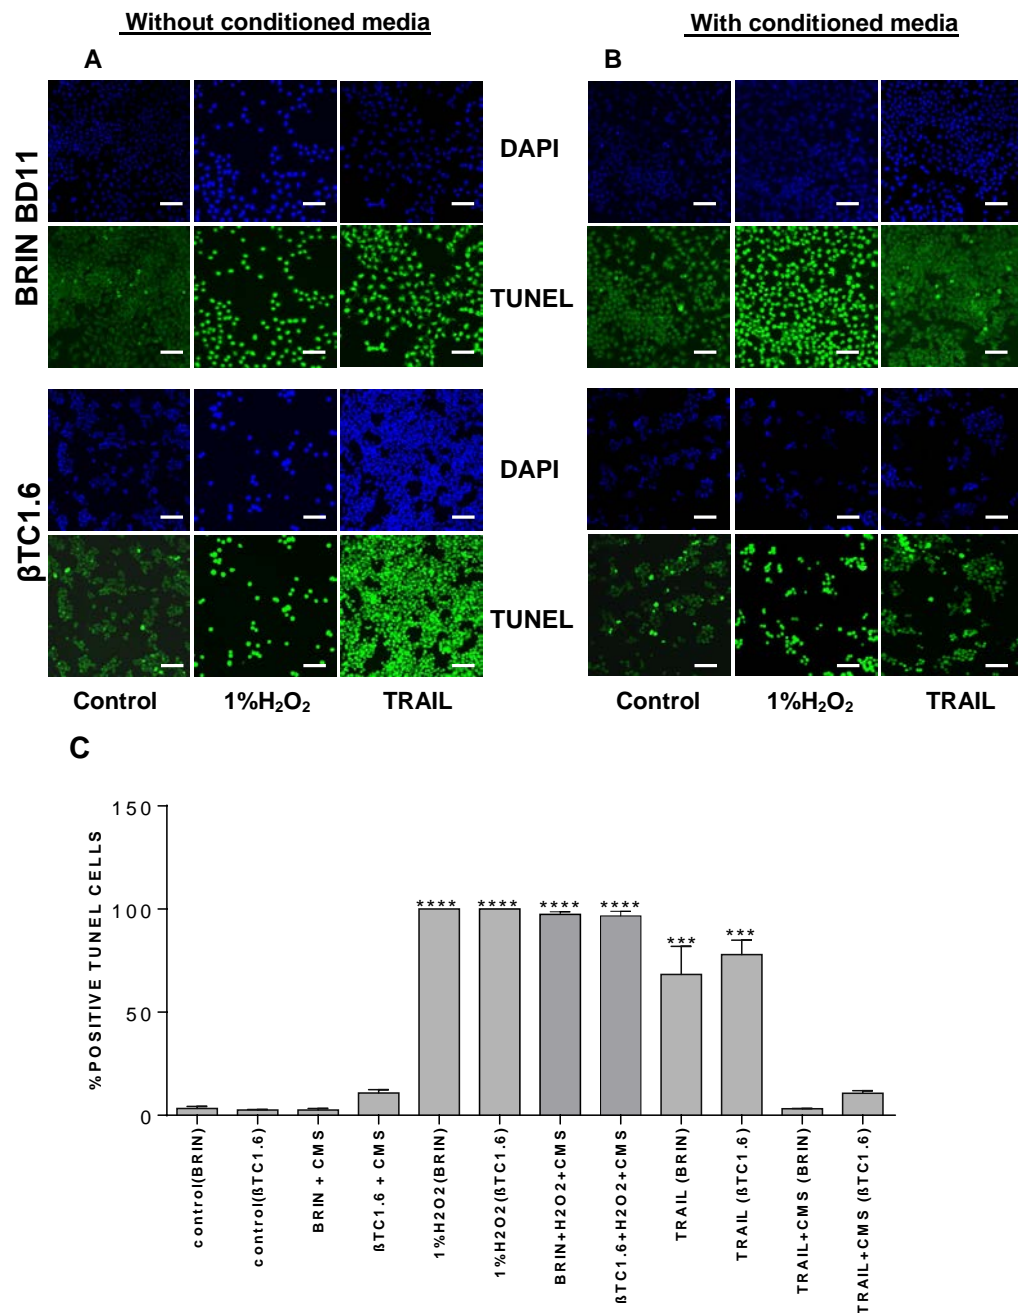 Without conditioned media
With conditioned media
A
B
BRIN BD11
DAPI
TUNEL
βTC1.6
DAPI
TUNEL
Control
1%H₂O₂
TRAIL
Control
1%H₂O₂
TRAIL
C
%POSITIVE TUNEL CELLS
150
100
50
0
****
****
****
****
***
***
control(BRIN)
control(ßTC1.6)
BRIN + CMS
ßTC1.6 + CMS
1%H2O2(BRIN)
1%H2O2(ßTC1.6)
BRIN+H2O2+CMS
ßTC1.6+H2O2+CMS
TRAIL (BRIN)
TRAIL (ßTC1.6)
TRAIL+CMS (BRIN)
TRAIL+CMS (ßTC1.6)